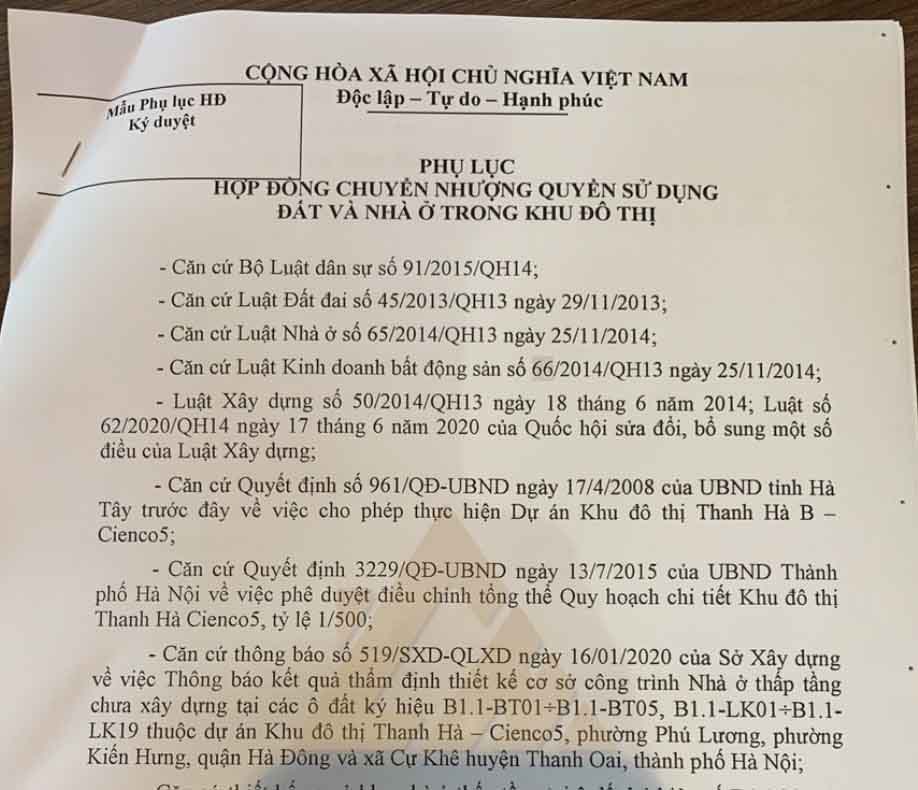 CỘNG HÒA XÃ HỘI CHỦ NGHĨA VIỆT NAM
Độc lập – Tự do – Hạnh phúc
Mẫu Phụ lục HĐ
Ký duyệt
PHỤ LỤC
HỢP ĐỒNG CHUYỂN NHƯỢNG QUYỀN SỬ DỤNG
ĐẤT VÀ NHÀ Ở TRONG KHU ĐÔ THỊ
- Căn cứ Bộ Luật dân sự số 91/2015/QH14;
- Căn cứ Luật Đất đai số 45/2013/QH13 ngày 29/11/2013;
- Căn cứ Luật Nhà ở số 65/2014/QH13 ngày 25/11/2014;
- Căn cứ Luật Kinh doanh bất động sản số 66/2014/QH13 ngày 25/11/2014;
- Luật Xây dựng số 50/2014/QH13 ngày 18 tháng 6 năm 2014; Luật số
62/2020/QH14 ngày 17 tháng 6 năm 2020 của Quốc hội sửa đổi, bổ sung một số
điều của Luật Xây dựng;
- Căn cứ Quyết định số 961/QĐ-UBND ngày 17/4/2008 của UBND tỉnh Hà
Tây trước đây về việc cho phép thực hiện Dự án Khu đô thị Thanh Hà B –
Cienco5;
- Căn cứ Quyết định 3229/QĐ-UBND ngày 13/7/2015 của UBND Thành
phố Hà Nội về việc phê duyệt điều chỉnh tổng thể Quy hoạch chi tiết Khu đô thị
Thanh Hà Cienco5, tỷ lệ 1/500;
- Căn cứ thông báo số 519/SXD-QLXD ngày 16/01/2020 của Sở Xây dựng
về việc Thông báo kết quả thẩm định thiết kế cơ sở công trình Nhà ở thấp tầng
chưa xây dựng tại các ô đất ký hiệu B1.1-BT01÷B1.1-BT05, B1.1-LK01÷B1.1-
LK19 thuộc dự án Khu đô thị Thanh Hà – Cienco5, phường Phú Lương, phường
Kiến Hưng, quận Hà Đông và xã Cự Khê huyện Thanh Oai, thành phố Hà Nội;